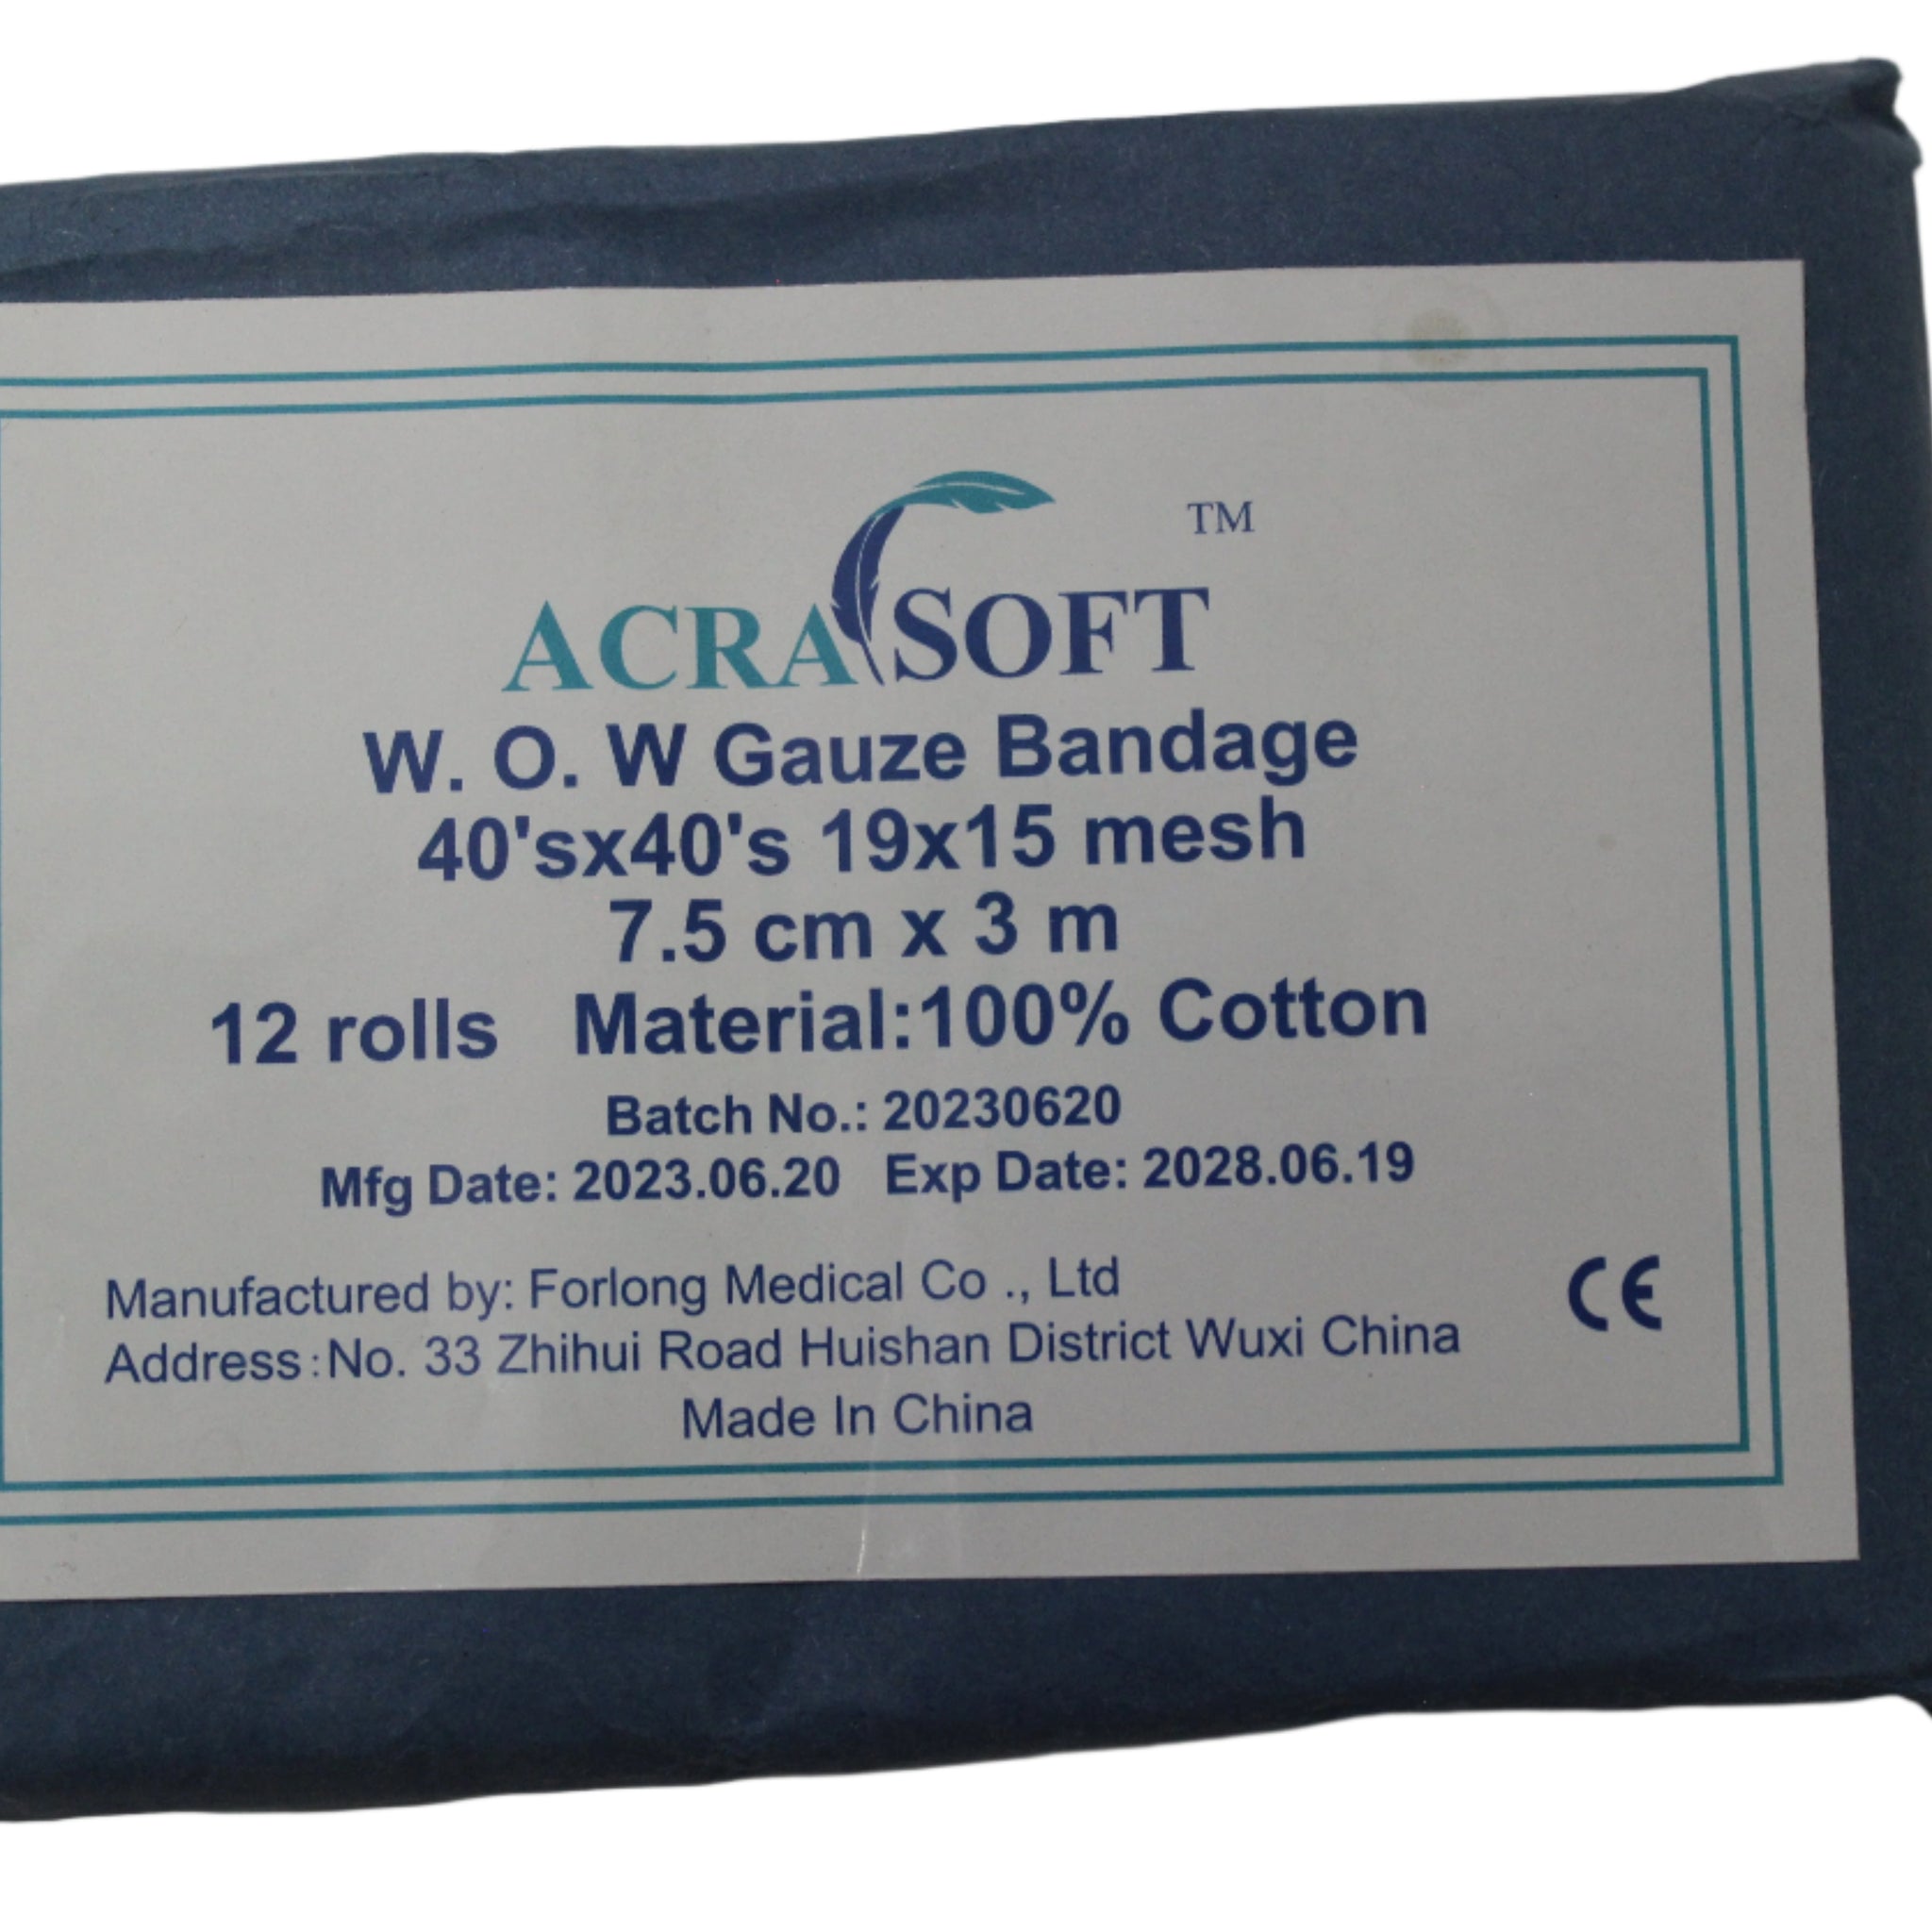 ACRA SOFT TM
W. O. W Gauze Bandage
40'sx40's 19x15 mesh
7.5 cm x 3 m
12 rolls Material:100% Cotton
Batch No.: 20230620
Mfg Date: 2023.06.20 Exp Date: 2028.06.19
Manufactured by: Forlong Medical Co ., Ltd
CE
Address:No. 33 Zhihui Road Huishan District Wuxi China
Made In China